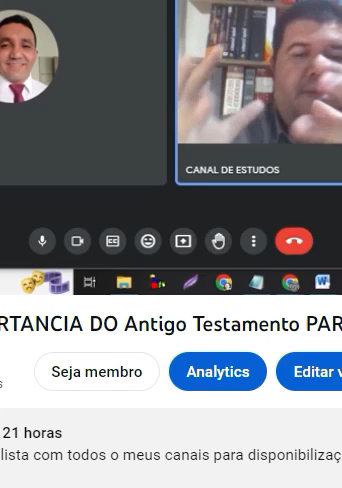 CANAL DE ESTUDOS
RTANCIA DO Antigo Testamento PAR
Seja membro
Analytics
Editar v
s
21 horas
lista com todos o meus canais para disponibilizaç